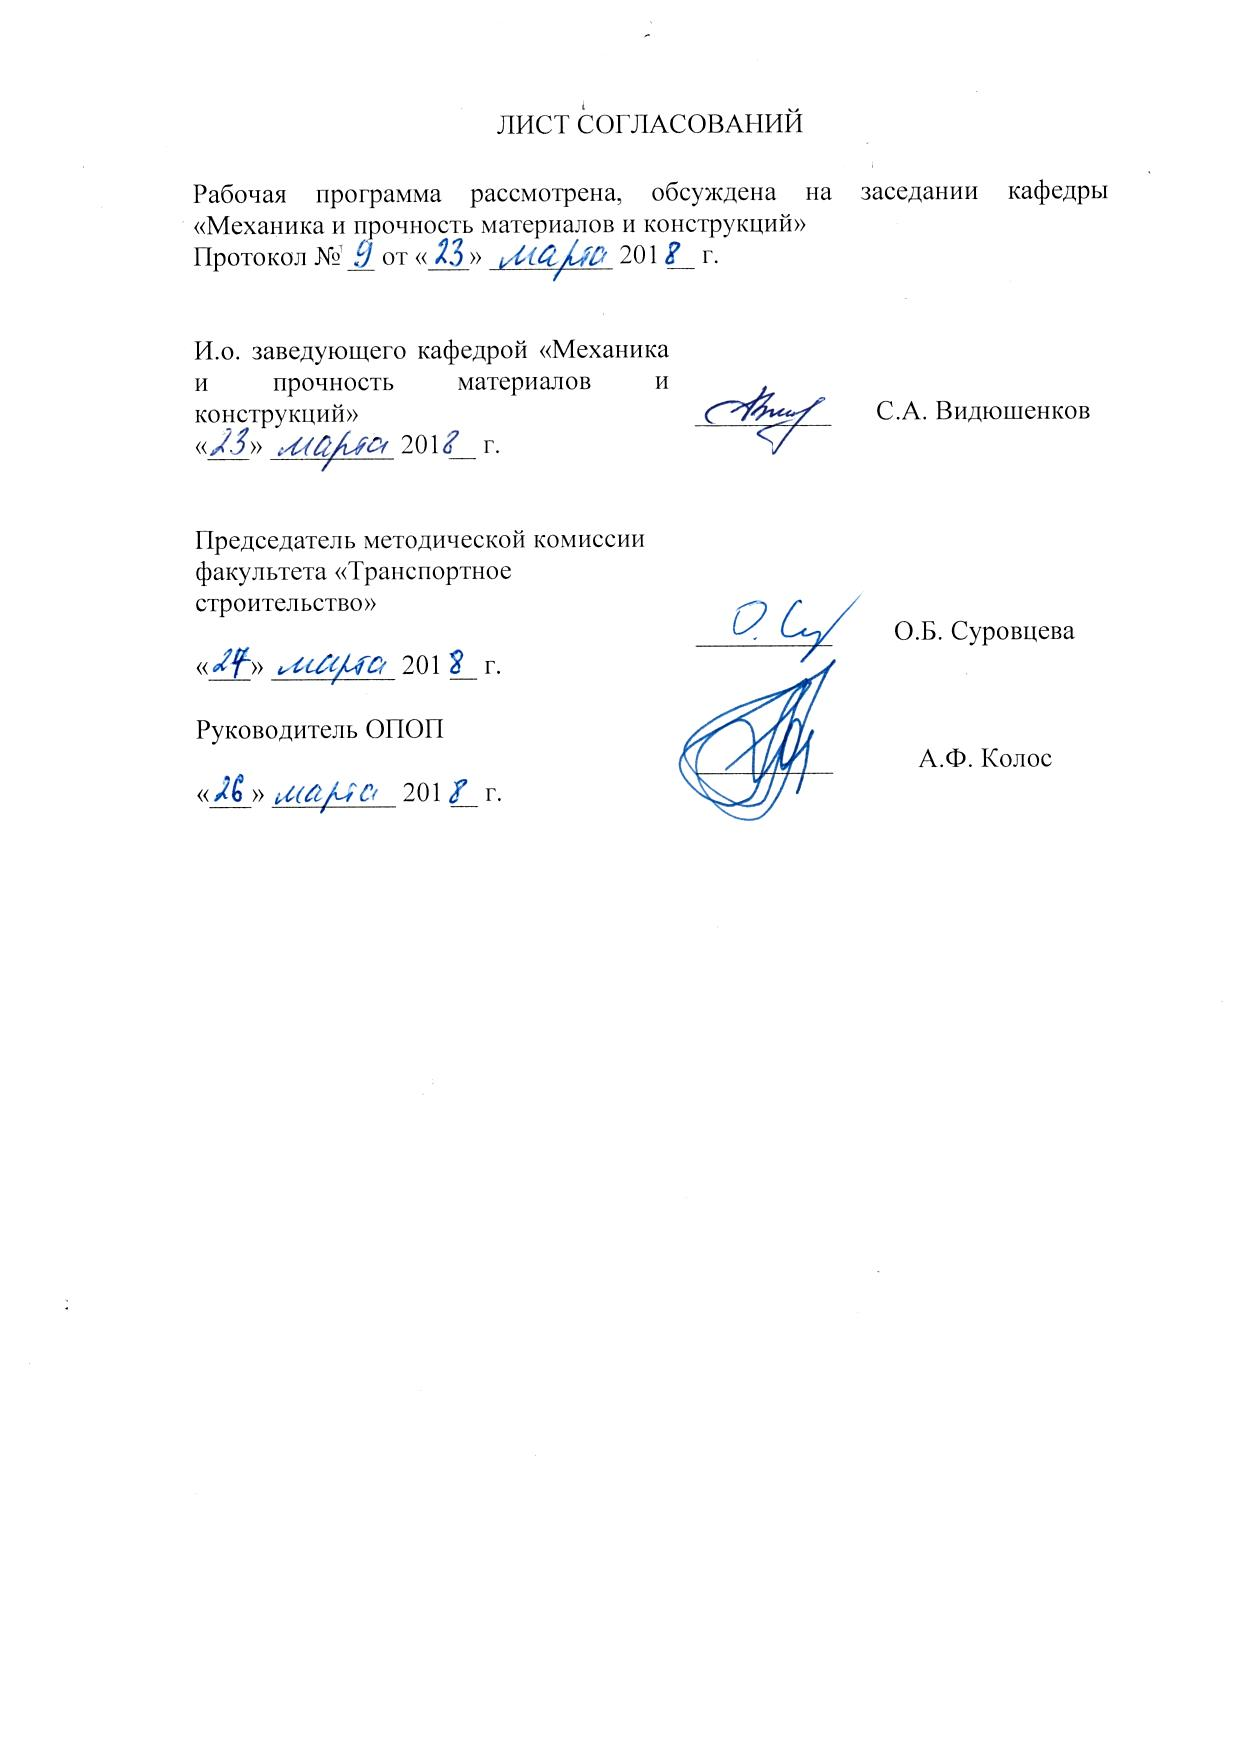 ЛИСТ СОГЛАСОВАНИЙ
Рабочая программа рассмотрена, обсуждена на заседании кафедры
«Механика и прочность материалов и конструкций»
Протокол № 9 от «23» марта 2018 г.
И.о. заведующего кафедрой «Механика
и прочность материалов и
конструкций»
С.А. Видюшенков
«23» марта 2018 г.
Председатель методической комиссии
факультета «Транспортное
строительство»
О.Б. Суровцева
«27» марта 2018 г.
Руководитель ОПОП
А.Ф. Колос
«26» марта 2018 г.